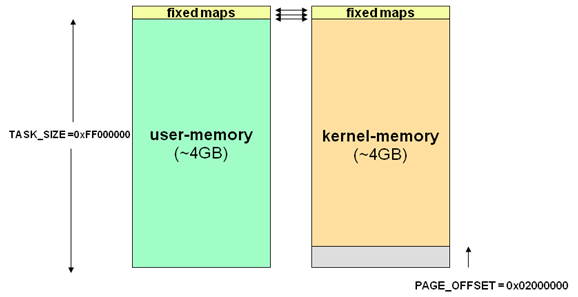 fixed maps
fixed maps
TASK_SIZE =0xFF000000
user-memory
(~4GB)
kernel-memory
(~4GB)
PAGE_OFFSET = 0x02000000